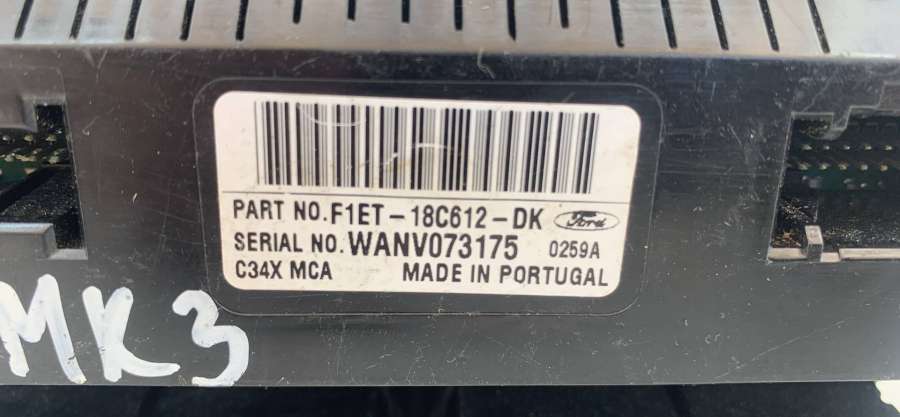 PART NO.F1ET-18C612-DK Ford
SERIAL NO.WANV073175 0259A
C34X MCA MADE IN PORTUGAL
MK3